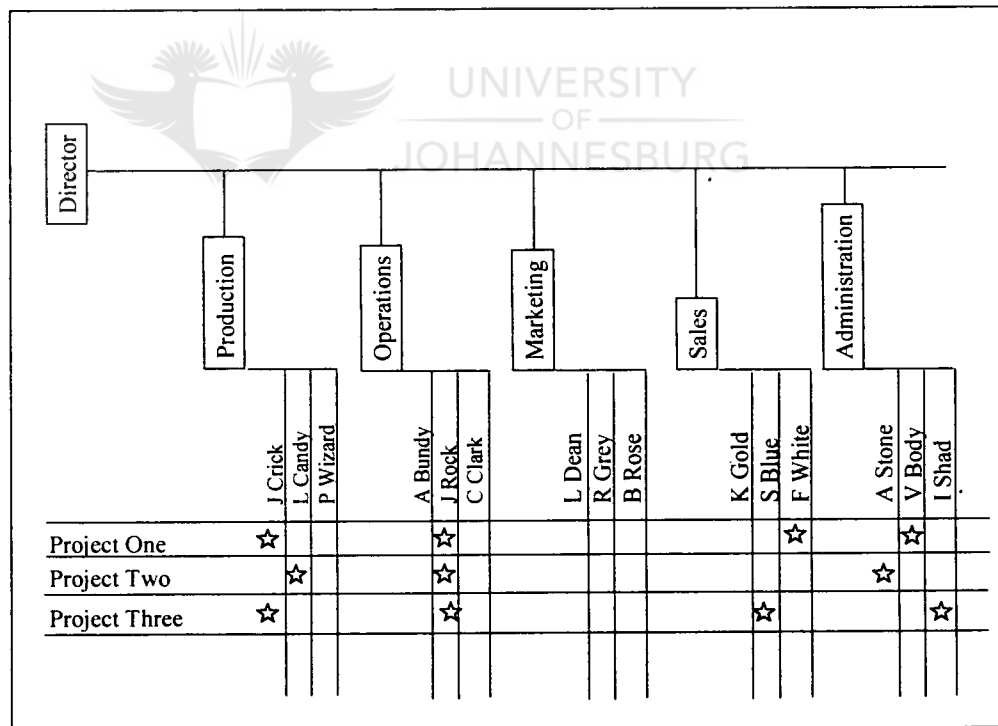 UNIVERSITY
OF
JOHANNESBURG
Director
Production
Operations
Marketing
Sales
Administration
J Crick
L Candy
P Wizard
A Bundy
J Rock
C Clark
L Dean
R Grey
B Rose
K Gold
S Blue
F White
A Stone
V Body
I Shad
Project One
Project Two
Project Three